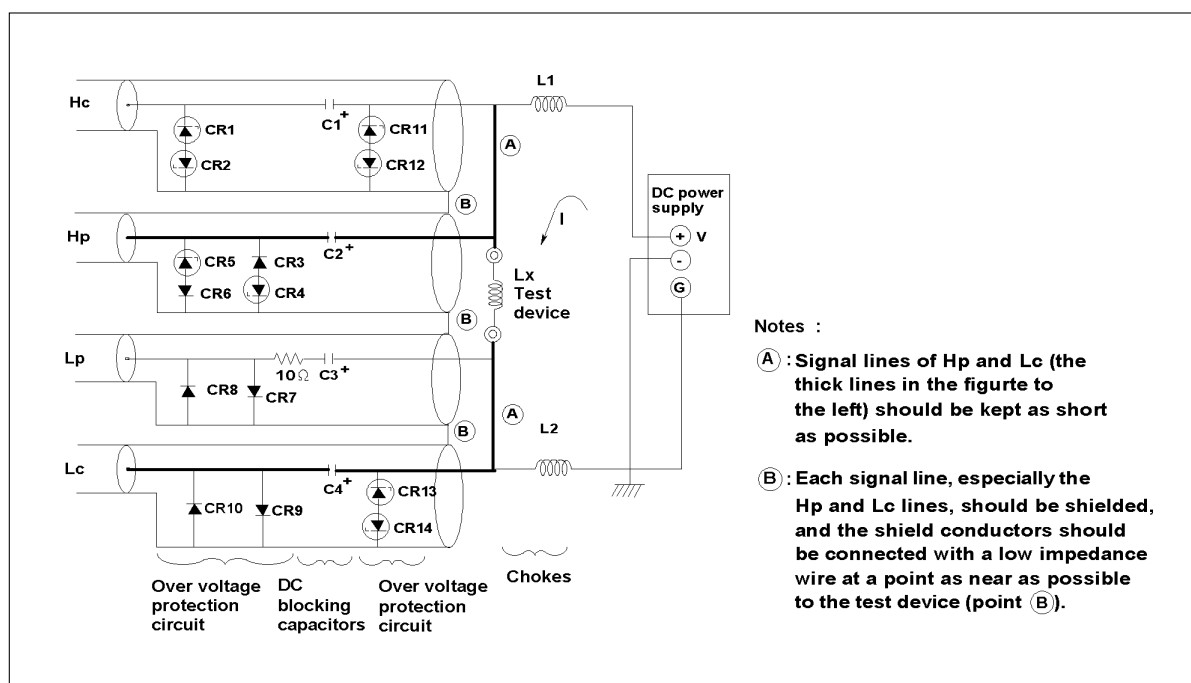 L1
Hc
C1+
CR1
CR11
CR2
CR12
A
B
DC power
supply
+ V
-
G
I
Hp
C2+
CR5
CR3
CR6
CR4
Lx
Test
device
B
Lp
10Ω
C3+
CR8
CR7
A
B
L2
Lc
C4+
CR10
CR9
CR13
CR14
Over voltage
protection
circuit
DC
blocking
capacitors
Over voltage
protection
circuit
Chokes
Notes :
A : Signal lines of Hp and Lc (the
thick lines in the figurte to
the left) should be kept as short
as possible.
B : Each signal line, especially the
Hp and Lc lines, should be shielded,
and the shield conductors should
be connected with a low impedance
wire at a point as near as possible
to the test device (point B).